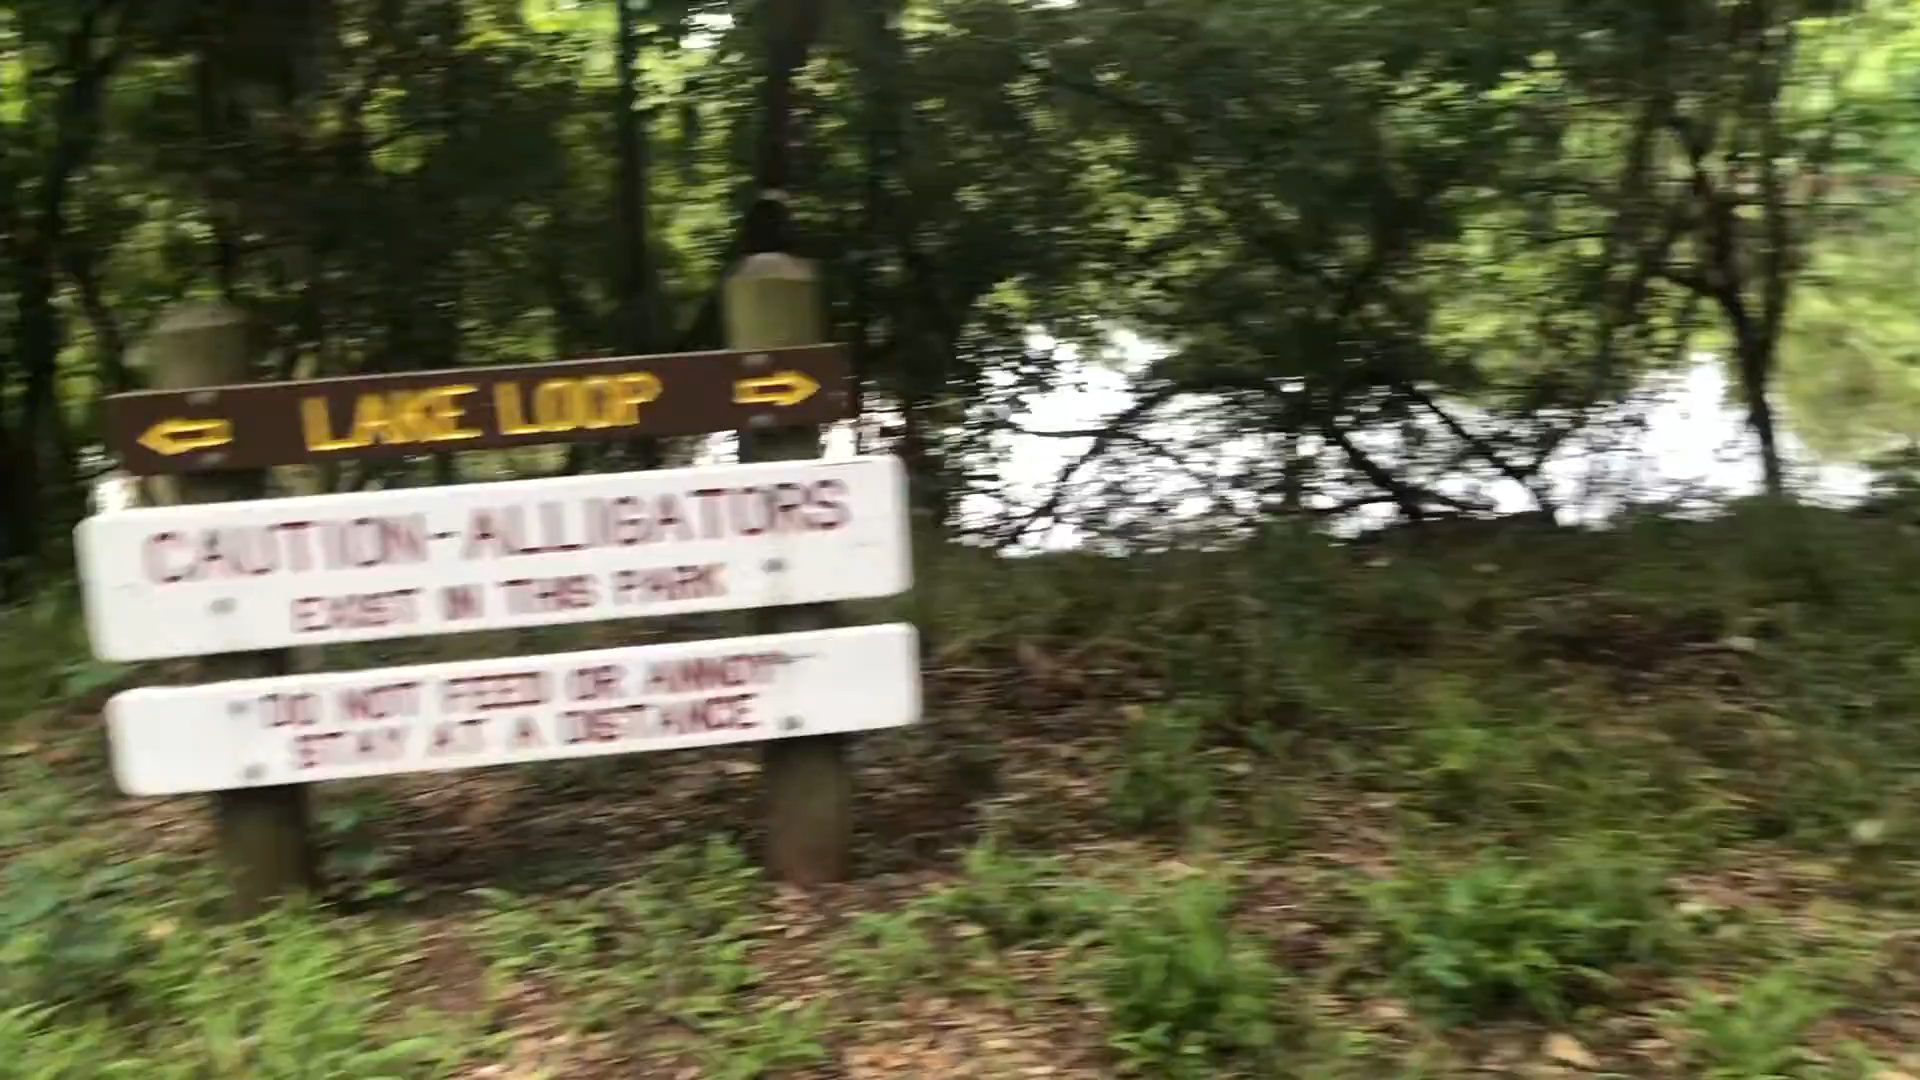 LAKE LOOP
CAUTION-ALLIGATORS
EXIST IN THIS PARK
DO NOT FEED OR ANNOY-
STAY AT A DISTANCE